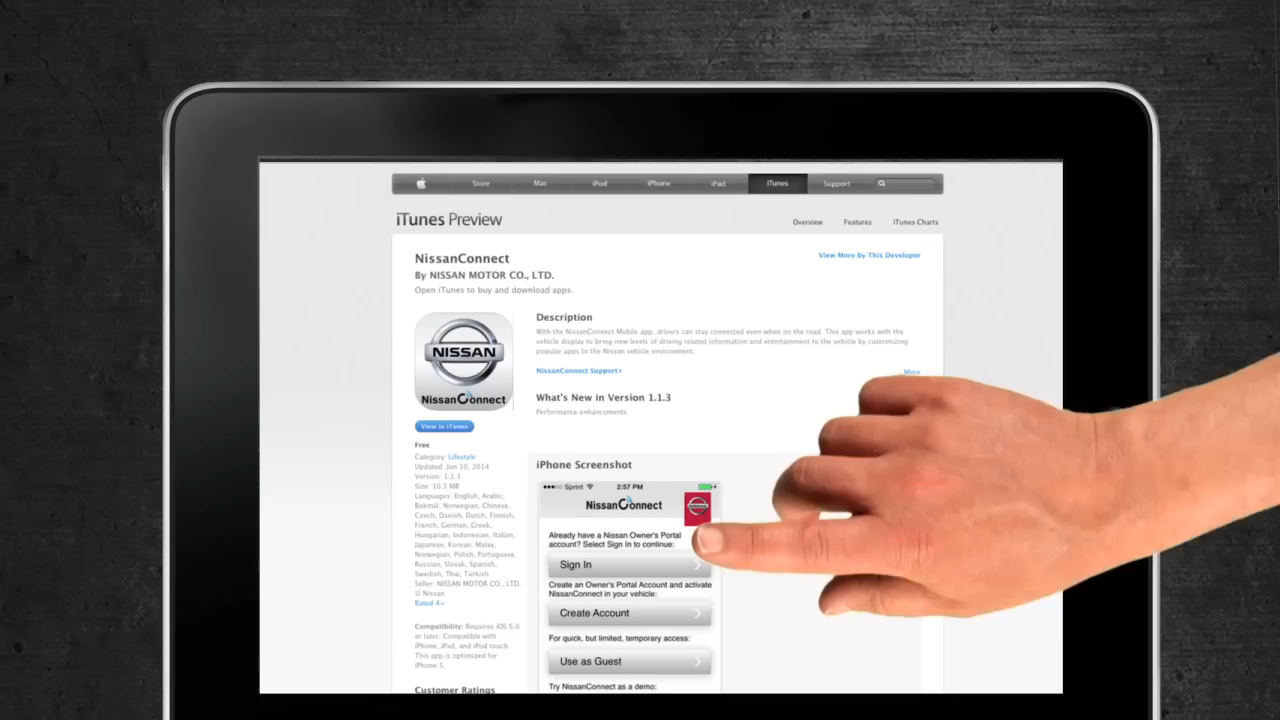 Store Mac iPod iPhone iPad iTunes Support
iTunes Preview
Overview Features iTunes Charts
NissanConnect
By NISSAN MOTOR CO., LTD.
Open iTunes to buy and download apps.
View More by This Developer
NISSAN
NissanConnect
View in iTunes
Free
Category: Lifestyle
Updated: Jun 10, 2014
Version: 1.1.3
Size: 10.3 MB
Languages: English, Arabic,
Bokmål, Norwegian, Chinese,
Czech, Danish, Dutch, Finnish,
French, German, Greek,
Hungarian, Indonesian, Italian,
Japanese, Korean, Malay,
Norwegian, Polish, Portuguese,
Russian, Slovak, Spanish,
Swedish, Thai, Turkish
Seller: NISSAN MOTOR CO., LTD.
© Nissan
Rated 4+
Compatibility: Requires iOS 6.0
or later. Compatible with
iPhone, iPad, and iPod touch.
This app is optimized for
iPhone 5.
Customer Ratings
Description
With the NissanConnect Mobile app, drivers can stay connected even when on the road. This app works with the
vehicle display to bring new levels of driving related information and entertainment to the vehicle by customizing
popular apps to the Nissan vehicle environment.
NissanConnect Support
More
What's New in Version 1.1.3
Performance enhancements
iPhone Screenshot
Sprint 2:57 PM
NissanConnect
NISSAN
Already have a Nissan Owner's Portal
account? Select Sign In to continue:
Sign In
Create an Owner's Portal Account and activate
NissanConnect in your vehicle:
Create Account
For quick, but limited, temporary access:
Use as Guest
Try NissanConnect as a demo: